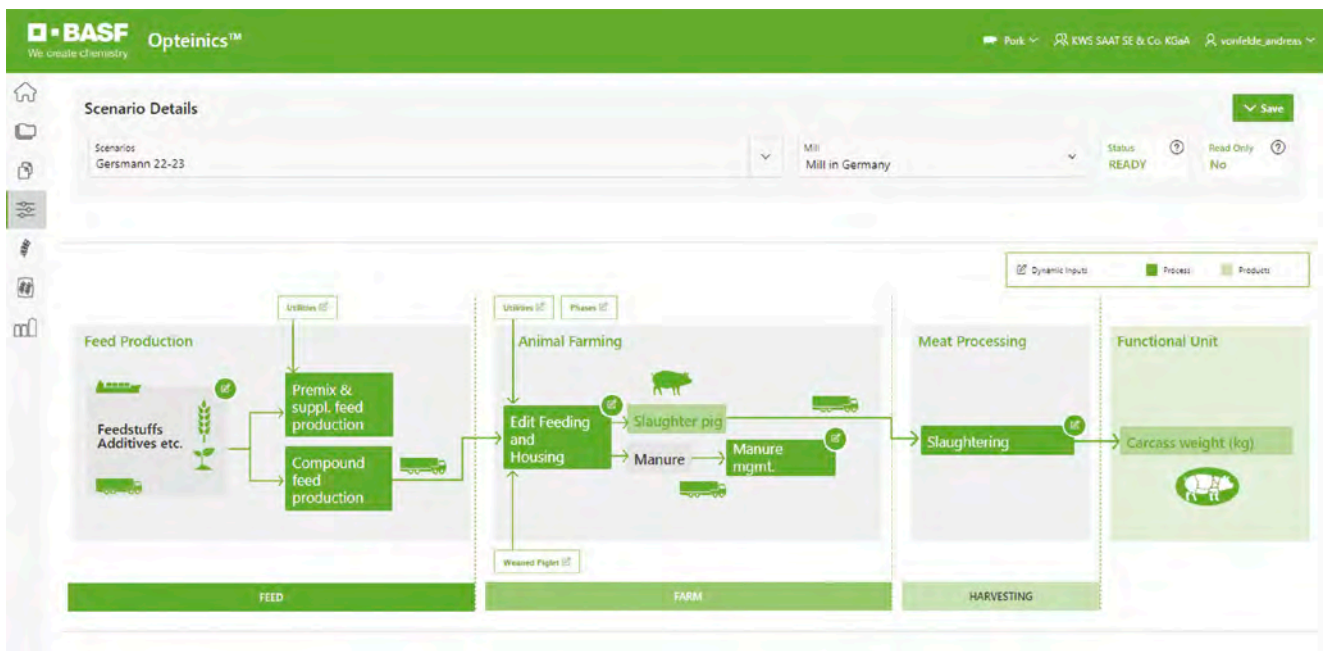 BASF
We create chemistry
Opteinics™
Pork
KWS SAAT SE & Co. KGaA
vonfelde_andreas
Scenario Details
Save
Scenarios
Gersmann 22-23
Mill
Mill in Germany
Status
READY
Read Only
No
Dynamic Inputs
Process
Products
Utilities
Utilities
Phases
Feed Production
Animal Farming
Meat Processing
Functional Unit
Feedstuffs
Additives etc.
Premix &
suppl. feed
production
Compound
feed
production
Edit Feeding
and
Housing
Slaughter pig
Manure
Manure
mgmt.
Slaughtering
Carcass weight (kg)
Weaned Piglet
FEED
FARM
HARVESTING